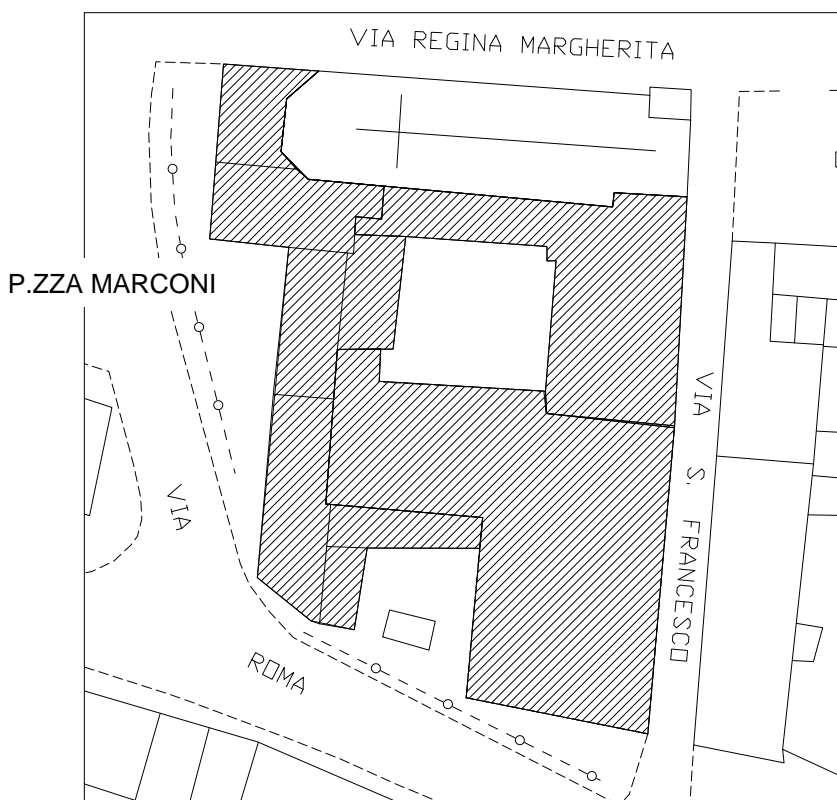 VIA REGINA MARGHERITA
P.ZZA MARCONI
VIA S. FRANCESCO
VIA ROMA